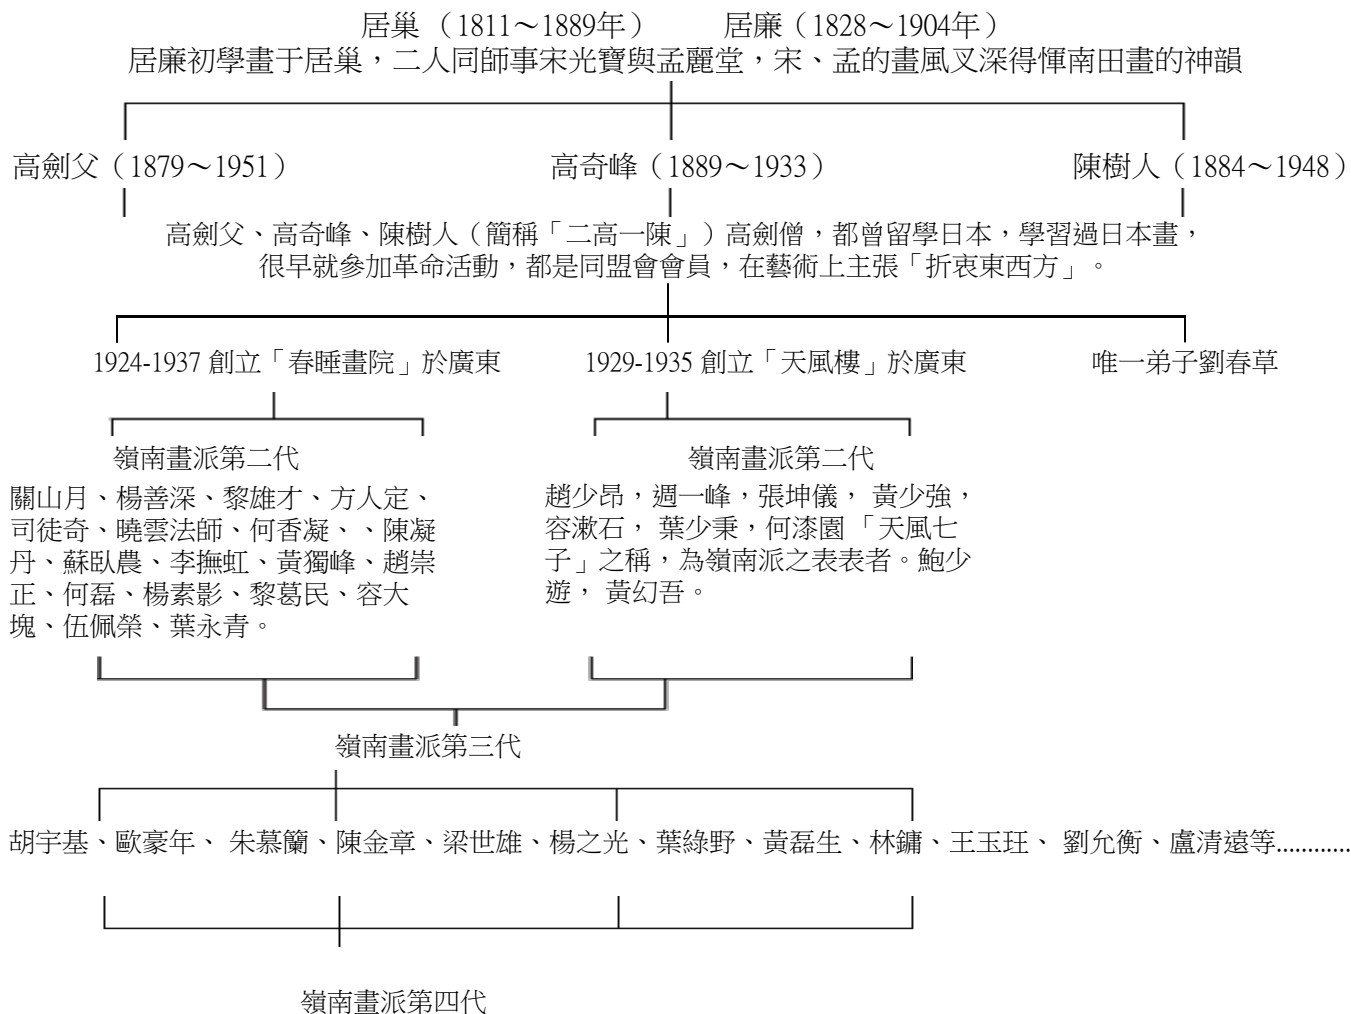 居巢 （1811～1889年） 居廉（1828～1904年）
居廉初學畫于居巢，二人同師事宋光寶與孟麗堂，宋、孟的畫風叉深得惲南田畫的神韻
高劍父（1879～1951） 高奇峰（1889～1933） 陳樹人（1884～1948）
高劍父、高奇峰、陳樹人（簡稱「二高一陳」）高劍僧，都曾留學日本，學習過日本畫，
很早就參加革命活動，都是同盟會會員，在藝術上主張「折衷東西方」。
1924-1937 創立「春睡畫院」於廣東 1929-1935 創立「天風樓」於廣東 唯一弟子劉春草
嶺南畫派第二代
關山月、楊善深、黎雄才、方人定、
司徒奇、曉雲法師、何香凝、、陳凝
丹、蘇臥農、李撫虹、黃獨峰、趙崇
正、何磊、楊素影、黎葛民、容大
塊、伍佩榮、葉永青。
嶺南畫派第二代
趙少昂，週一峰，張坤儀， 黃少強，
容漱石， 葉少秉，何漆園 「天風七
子」之稱，為嶺南派之表表者。鮑少
遊， 黃幻吾。
嶺南畫派第三代
胡宇基、歐豪年、 朱慕蘭、陳金章、梁世雄、楊之光、葉綠野、黃磊生、林鏞、王玉玨、 劉允衡、盧清遠等............
嶺南畫派第四代